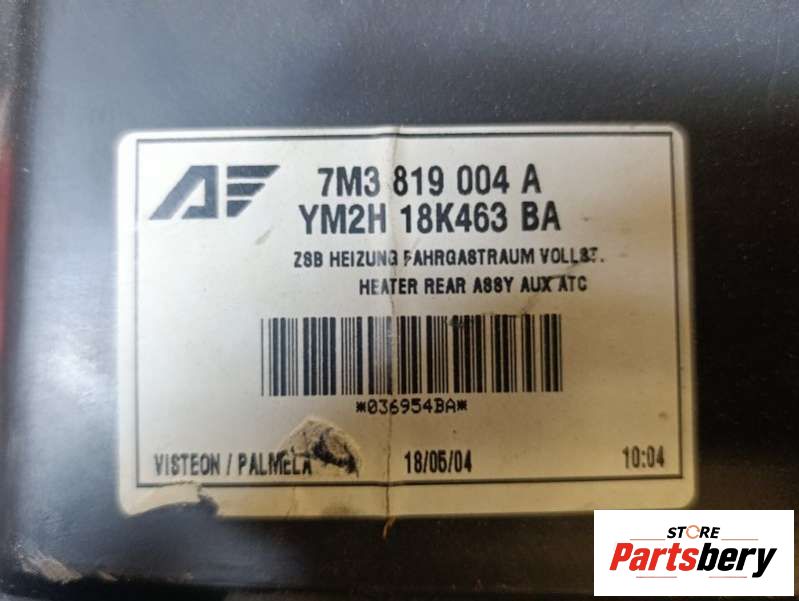 AF
7M3 819 004 A
YM2H 18K463 BA
ZSB HEIZUNG FAHRGASTRAUM VOLLST.
HEATER REAR ASSY AUX ATC
*036954BA*
VISTEON / PALMELA
18/05/04
10:04
STORE
Partsbery